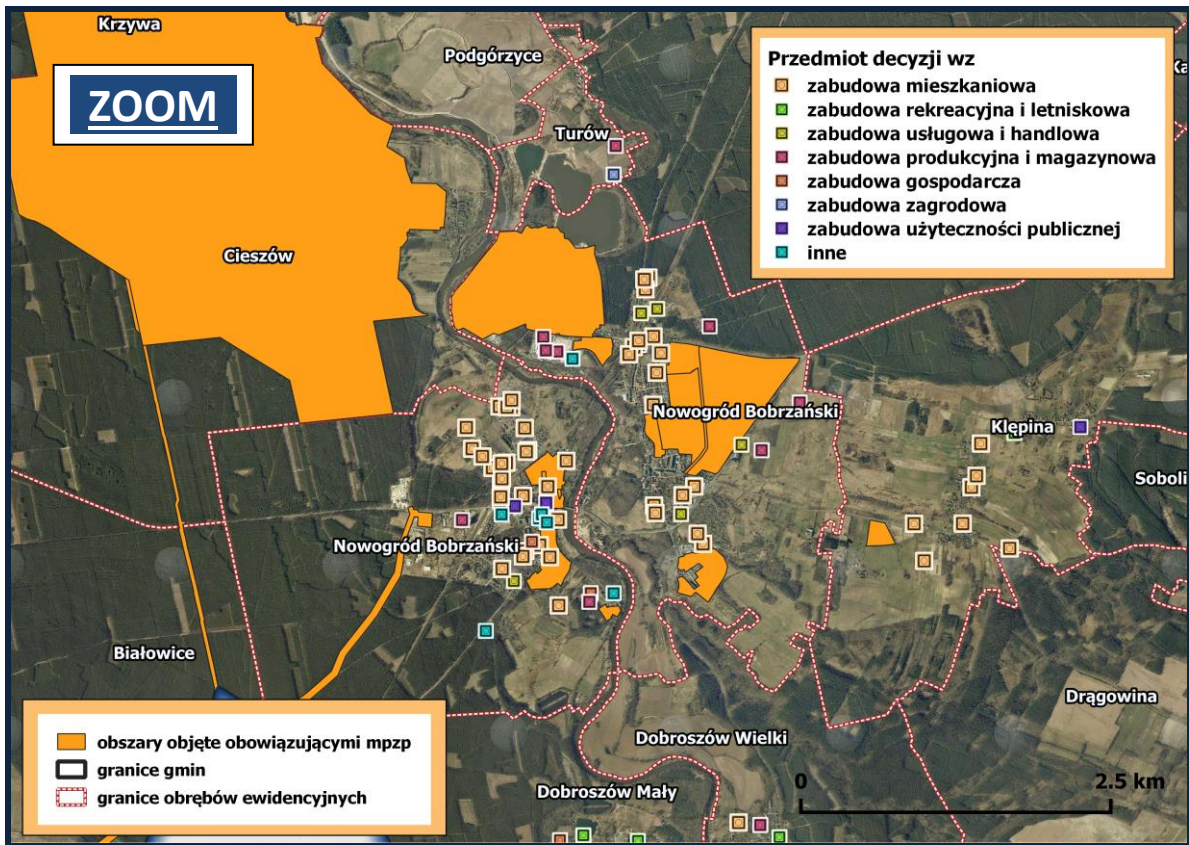 Krzywa
Podgórzyce
ZOOM
Turów
Przedmiot decyzji wz
zabudowa mieszkaniowa
zabudowa rekreacyjna i letniskowa
zabudowa usługowa i handlowa
zabudowa produkcyjna i magazynowa
zabudowa gospodarcza
zabudowa zagrodowa
zabudowa użyteczności publicznej
inne
Ka
Cieszów
Nowogród Bobrzański
Klępina
Soboli
Nowogród Bobrzański
Białowice
Drągowina
Dobroszów Wielki
Dobroszów Mały
obszary objęte obowiązującymi mpzp
granice gmin
granice obrębów ewidencyjnych
0 2.5 km